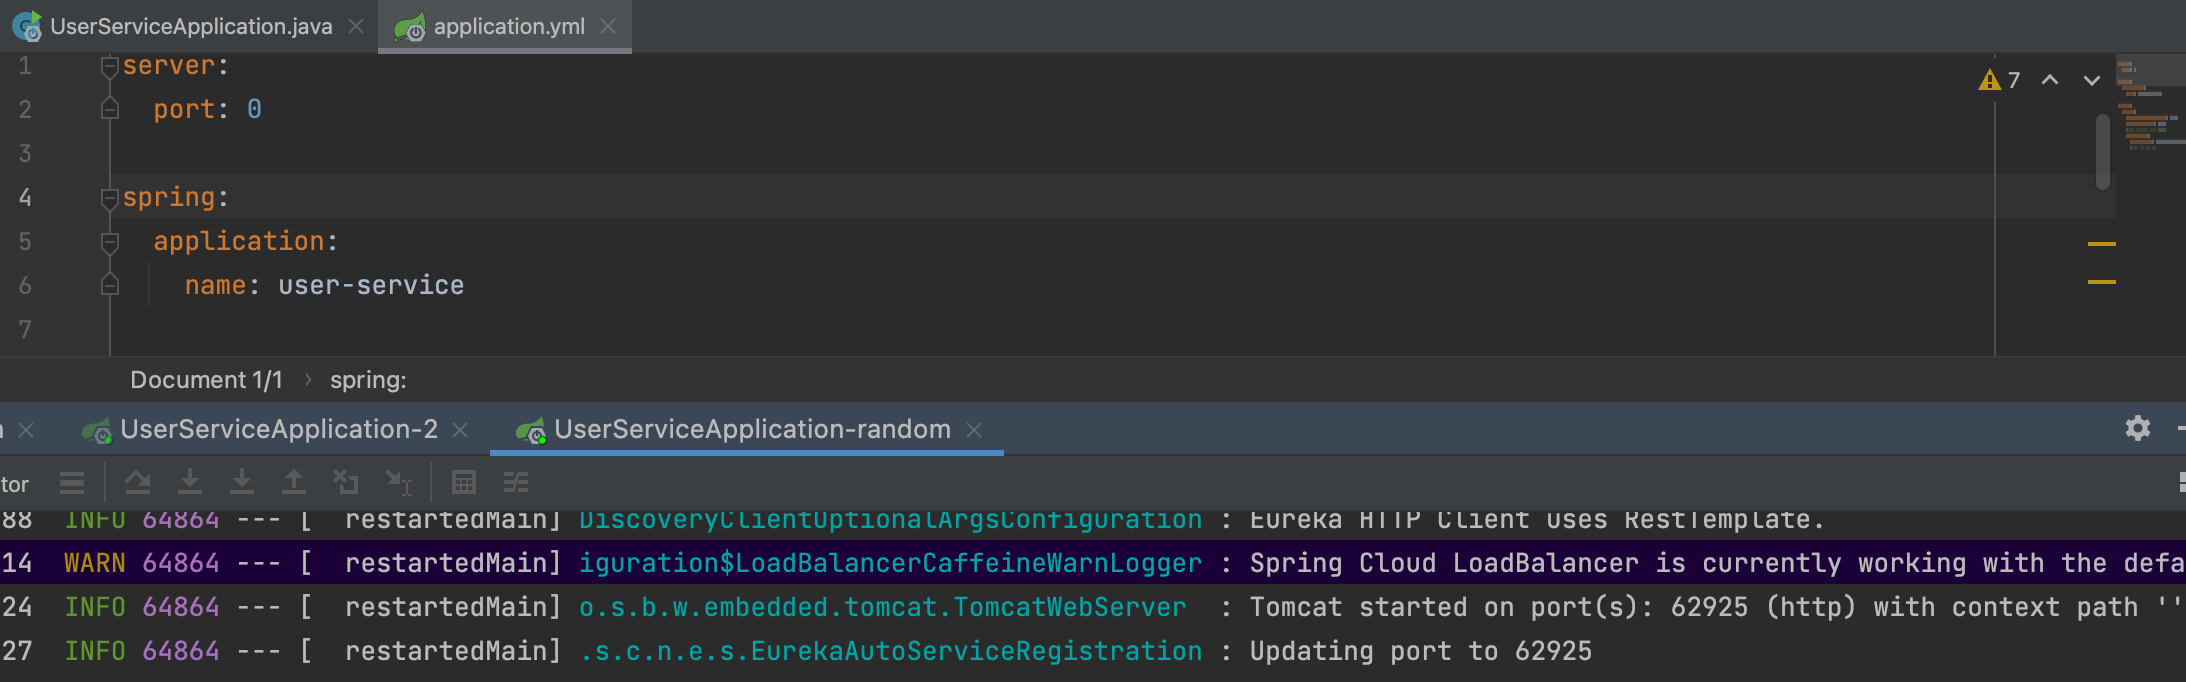 UserServiceApplication.java application.yml
1 server:
7
2 port: 0
3
4 spring:
5 application:
6 name: user-service
7
Document 1/1 spring:
UserServiceApplication-2 UserServiceApplication-random
tor
88 INFO 64864 --- [ restartedMain] DiscoveryClientOptionalArgsConfiguration : Eureka HTTP Client uses RestTemplate.
14 WARN 64864 --- [ restartedMain] iguration$LoadBalancerCaffeineWarnLogger : Spring Cloud LoadBalancer is currently working with the defa
24 INFO 64864 --- [ restartedMain] o.s.b.w.embedded.tomcat.TomcatWebServer : Tomcat started on port(s): 62925 (http) with context path ''
27 INFO 64864 --- [ restartedMain] .s.c.n.e.s.EurekaAutoServiceRegistration : Updating port to 62925